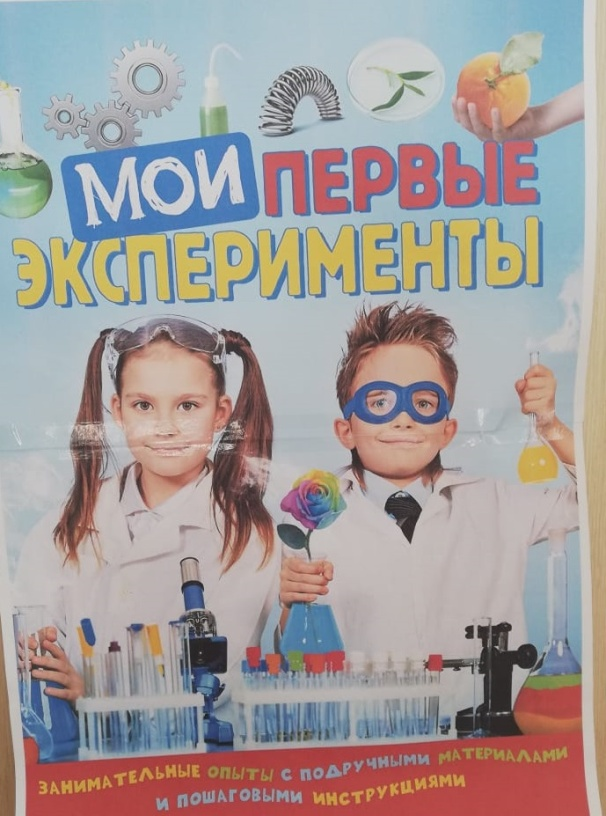 МОИ ПЕРВЫЕ
ЭКСПЕРИМЕНТЫ
ЗАНИМАТЕЛЬНЫЕ ОПЫТЫ С ПОДРУЧНЫМИ МАТЕРИАЛАМИ
И ПОШАГОВЫМИ ИНСТРУКЦИЯМИ